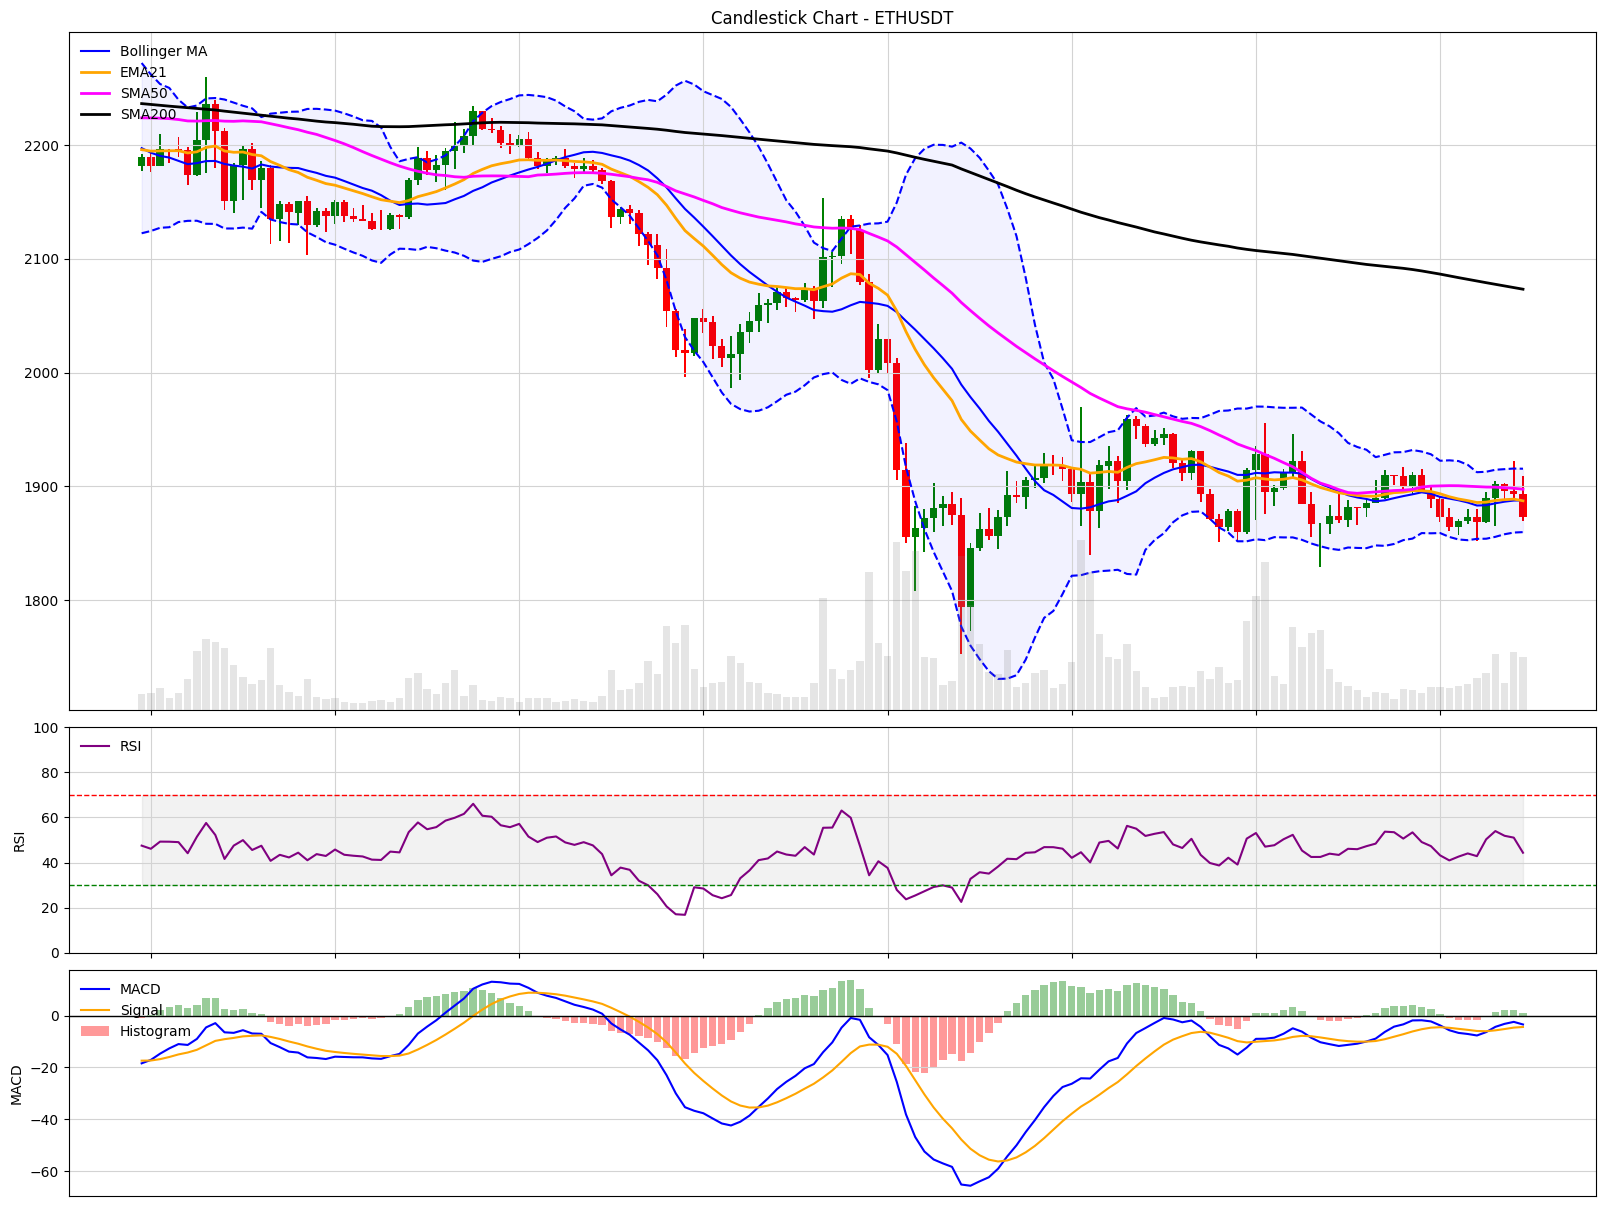 Candlestick Chart - ETHUSDT
Bollinger MA
EMA21
SMA50
SMA200
2200
2100
2000
1900
1800
100
80
60
40
20
0
RSI
RSI
0
−20
−40
−60
MACD
MACD
Signal
Histogram